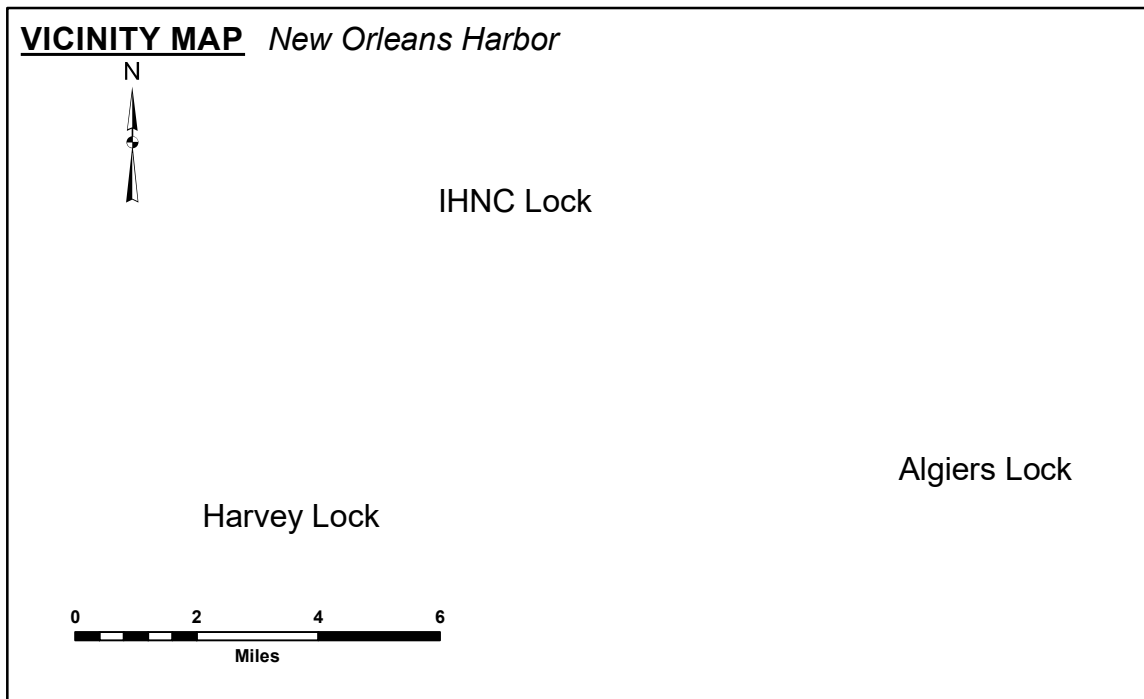 VICINITY MAP New Orleans Harbor
N
IHNC Lock
Algiers Lock
Harvey Lock
0 2 4 6
Miles